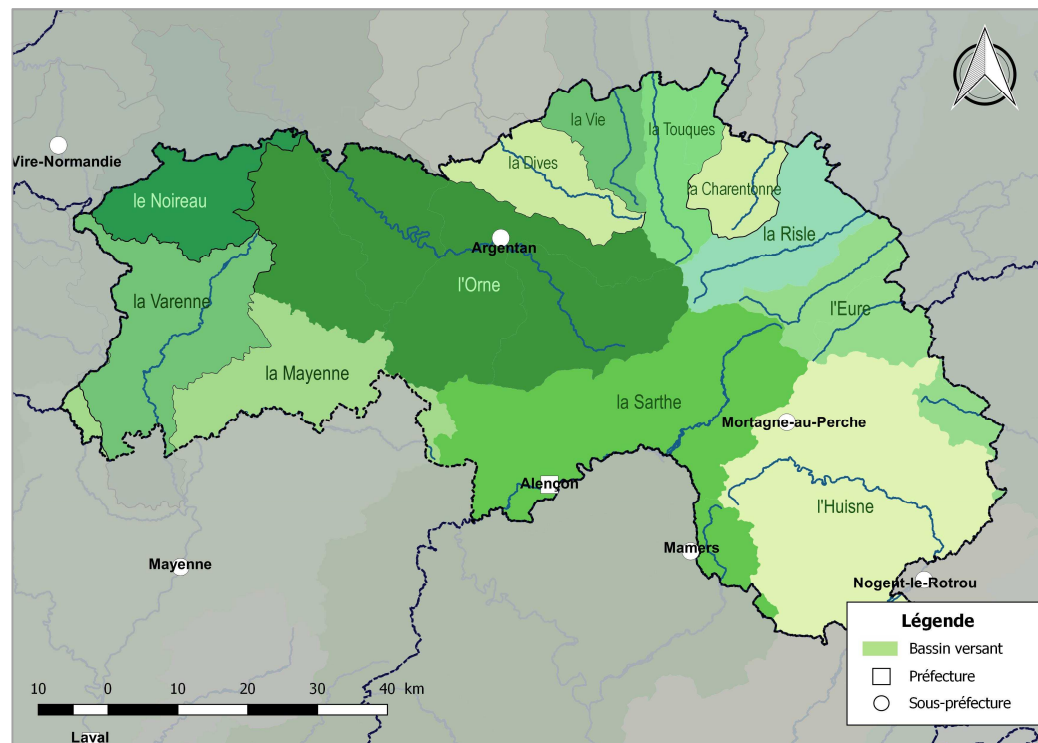 la Vie
la Touques
Vire-Normandie
la Dives
la Charentonne
le Noireau
la Risle
Argentan
l'Orne
la Varenne
l'Eure
la Mayenne
la Sarthe
Mortagne-au-Perche
Alençon
l'Huisne
Mamers
Mayenne
Nogent-le-Rotrou
Légende
Bassin versant
Préfecture
Sous-préfecture
10 0 10 20 30 40 km
Laval